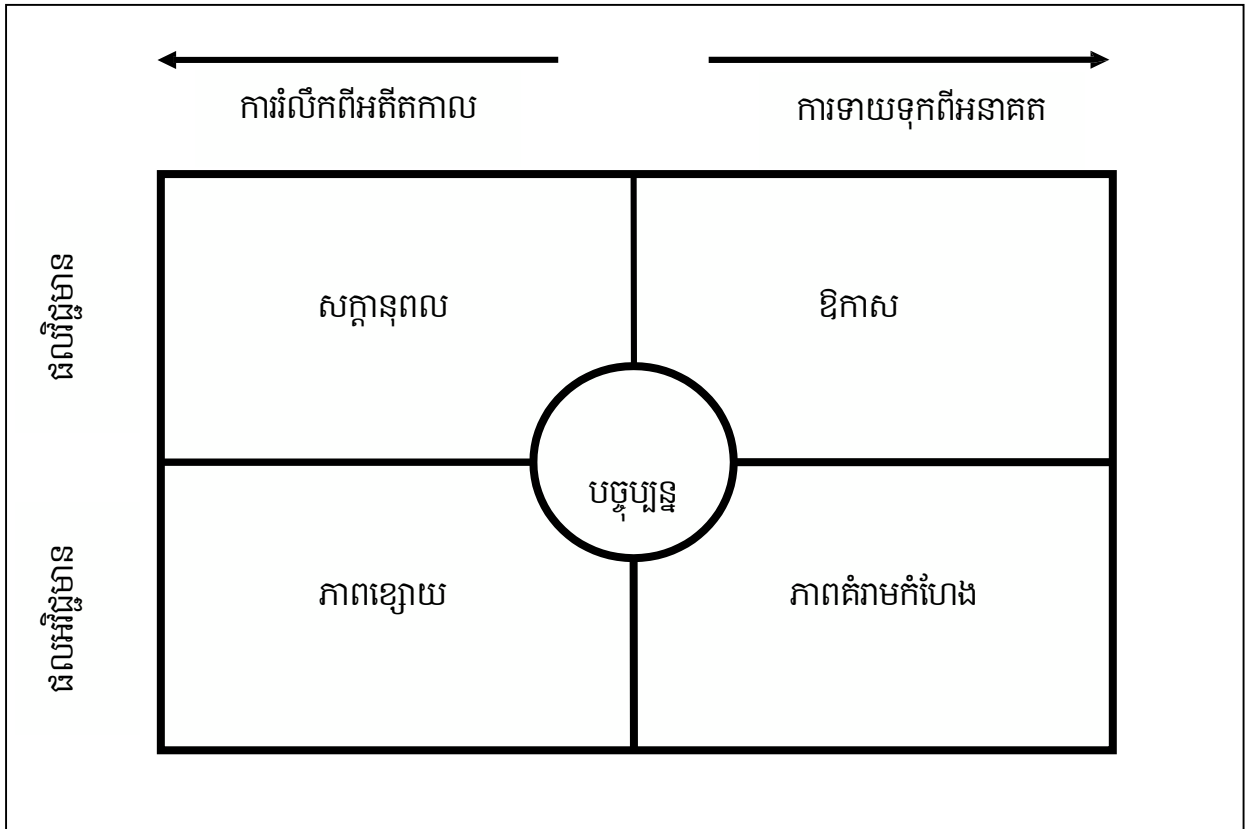 ការរំលឹកពីអតីតកាល
ការទាយទុកពីអនាគត
ផលវិជ្ជមាន
សក្តានុពល
ឱកាស
បច្ចុប្បន្ន
ផលអវិជ្ជមាន
ភាពខ្សោយ
ភាពគំរាមកំហែង